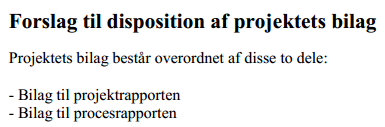 Forslag til disposition af projektets bilag
Projektets bilag består overordnet af disse to dele:
- Bilag til projektrapporten
- Bilag til procesrapporten